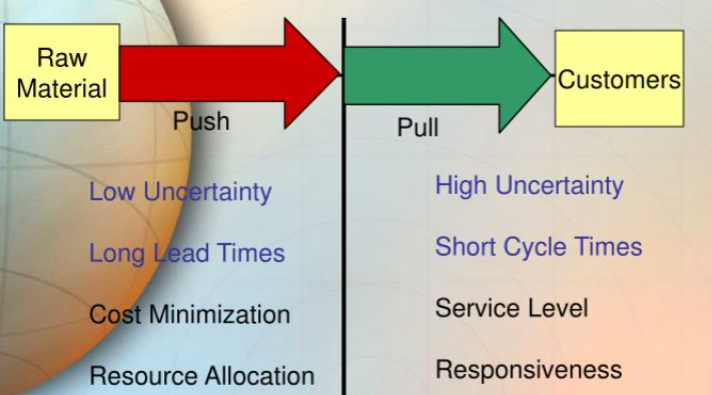 Raw
Material
Push
Pull
Customers
Low Uncertainty
Long Lead Times
Cost Minimization
Resource Allocation
High Uncertainty
Short Cycle Times
Service Level
Responsiveness